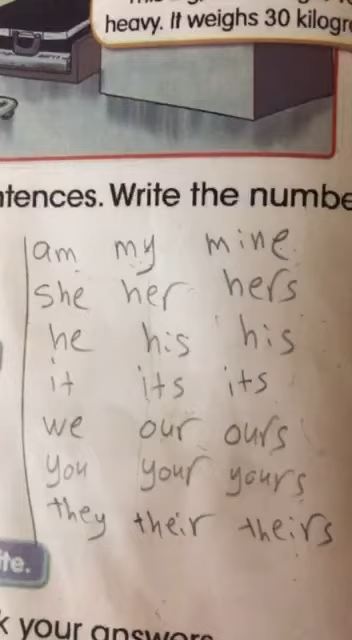 heavy. It weighs 30 kilogr
ntences. Write the numbe
am my mine.
she her hers
he his his
it its its
we our ours
you your yours
they their theirs
ite.
k your answers